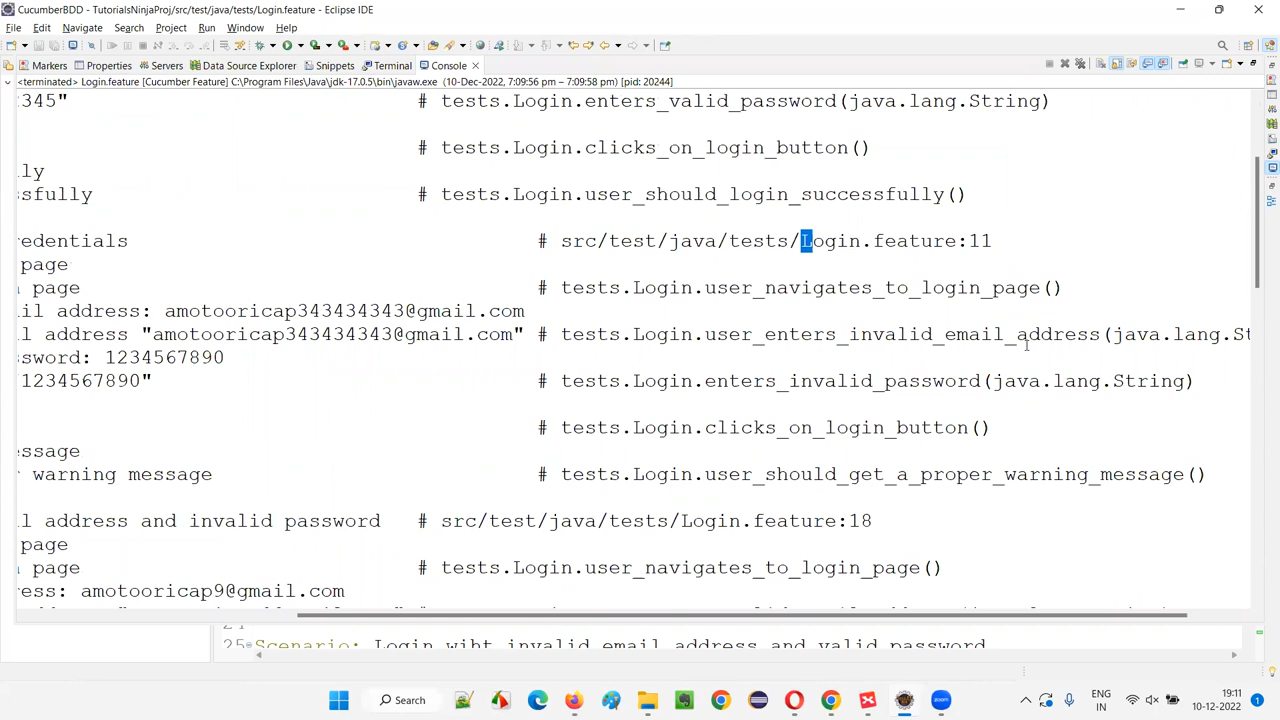 CucumberBDD - TutorialsNinjaProj/src/test/java/tests/Login.feature - Eclipse IDE
File Edit Navigate Search Project Run Window Help
Markers Properties Servers Data Source Explorer Snippets Terminal Console
<terminated> Login.feature [Cucumber Feature] C:\Program Files\Java\jdk-17.0.5\bin\javaw.exe (10-Dec-2022, 7:09:56 pm – 7:09:58 pm) [pid: 20244]
345" # tests.Login.enters_valid_password(java.lang.String)
# tests.Login.clicks_on_login_button()
ly
sfully # tests.Login.user_should_login_successfully()
edentials # src/test/java/tests/Login.feature:11
page
page # tests.Login.user_navigates_to_login_page()
il address: amotooricap3434343443@gmail.com
l address "amotooricap3434343443@gmail.com" # tests.Login.user_enters_invalid_email_address(java.lang.St
sword: 1234567890 
1234567890" # tests.Login.enters_invalid_password(java.lang.String)
# tests.Login.clicks_on_login_button()
essage
r warning message # tests.Login.user_should_get_a_proper_warning_message()
l address and invalid password # src/test/java/tests/Login.feature:18
page
page # tests.Login.user_navigates_to_login_page()
ress: amotooricap9@gmail.com
25 Scenario: Login wiht invalid email address and valid password
Search
ENG
IN
19:11
10-12-2022
1